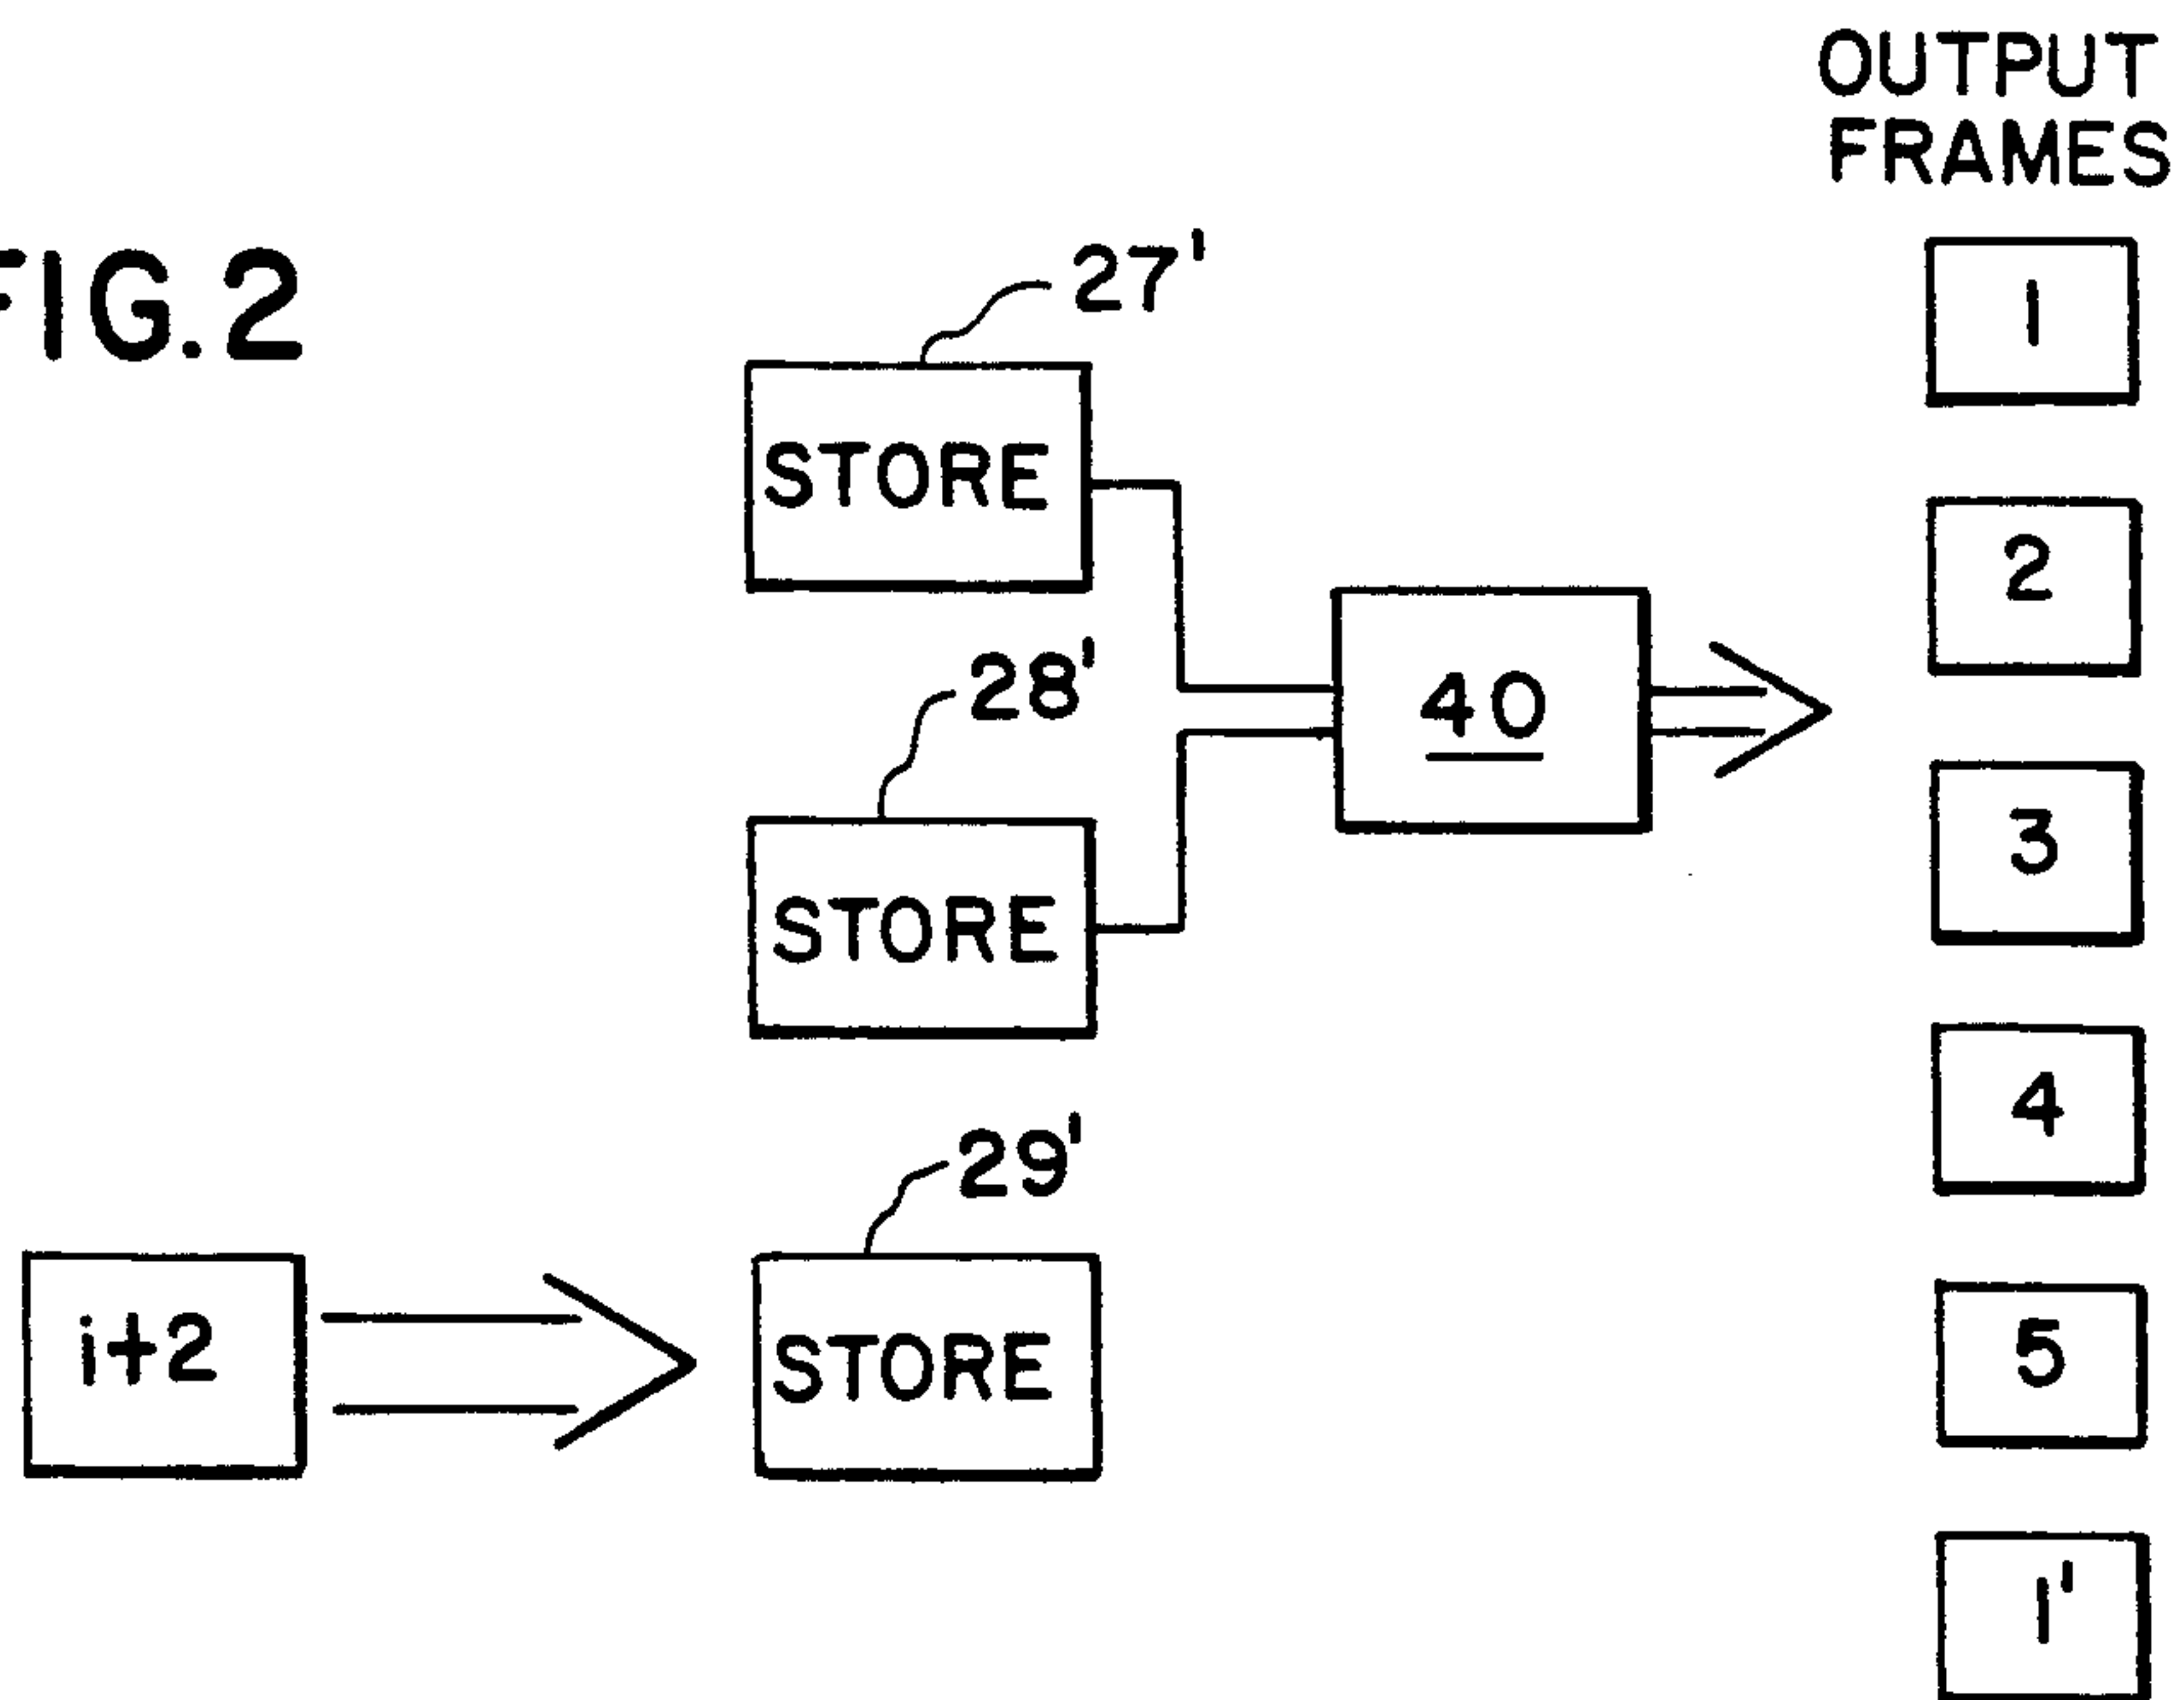 OUTPUT
FRAMES
FIG.2
27'
1
STORE
2
28'
40
3
STORE
4
29'
i+2
STORE
5
1'